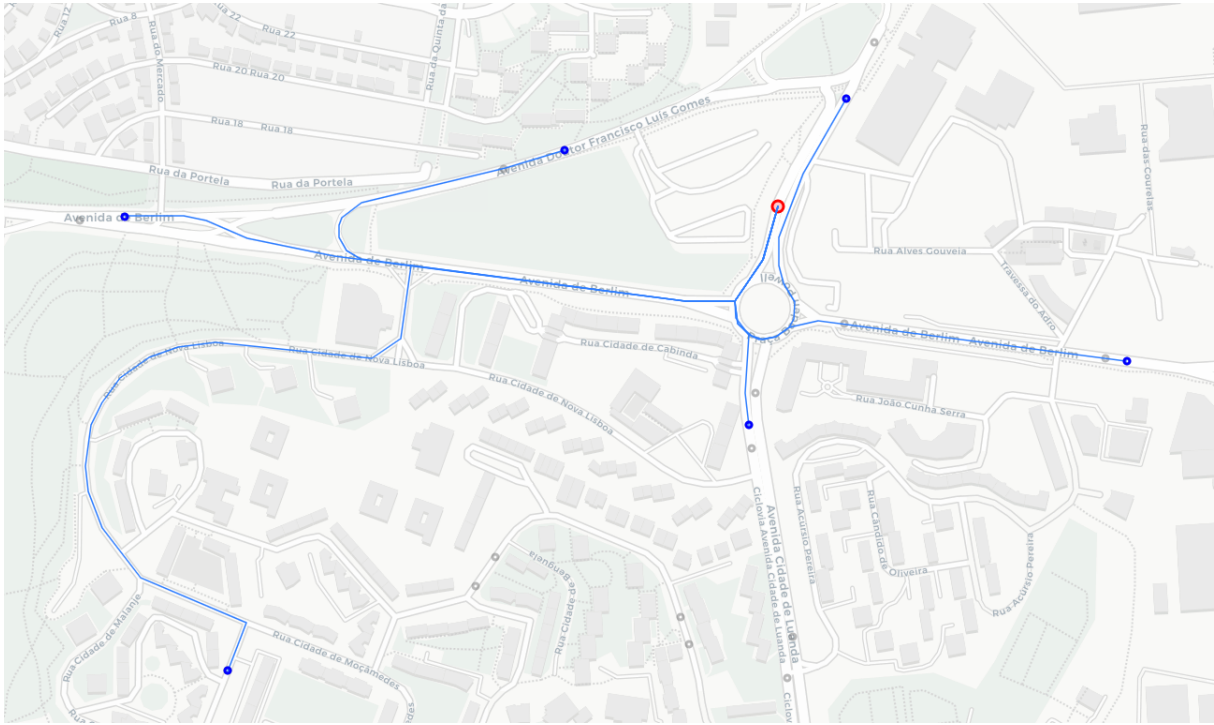 Rua 12
Rua 8
Rua 22
Rua 22
Rua do Mercado
Rua da Quinta da
Rua 20 Rua 20
Rua 18
Rua 18
Avenida Doutor Francisco Luís Gomes
Rua das Courelas
Rua da Portela
Rua da Portela
Avenida de Berlim
Rua Alves Gouveia
Avenida de Berlim
Travessa do Adro
Avenida de Berlim
Avenida de Berlim
Avenida de Berlim
Rua Cidade de Nova Lisboa
Rua Cidade de Nova Lisboa
Rua Cidade de Cabinda
Rua Cidade de Nova Lisboa
Rua João Cunha Serra
Ciclovia Avenida Cidade de Luanda
Avenida Cidade de Luanda
Rua Acúrsio Pereira
Rua Cândido de Oliveira
Rua Acúrsio Pereira
Rua Cidade de Benguela
Rua Cidade de Malanje
Rua Cidade de Moçâmedes